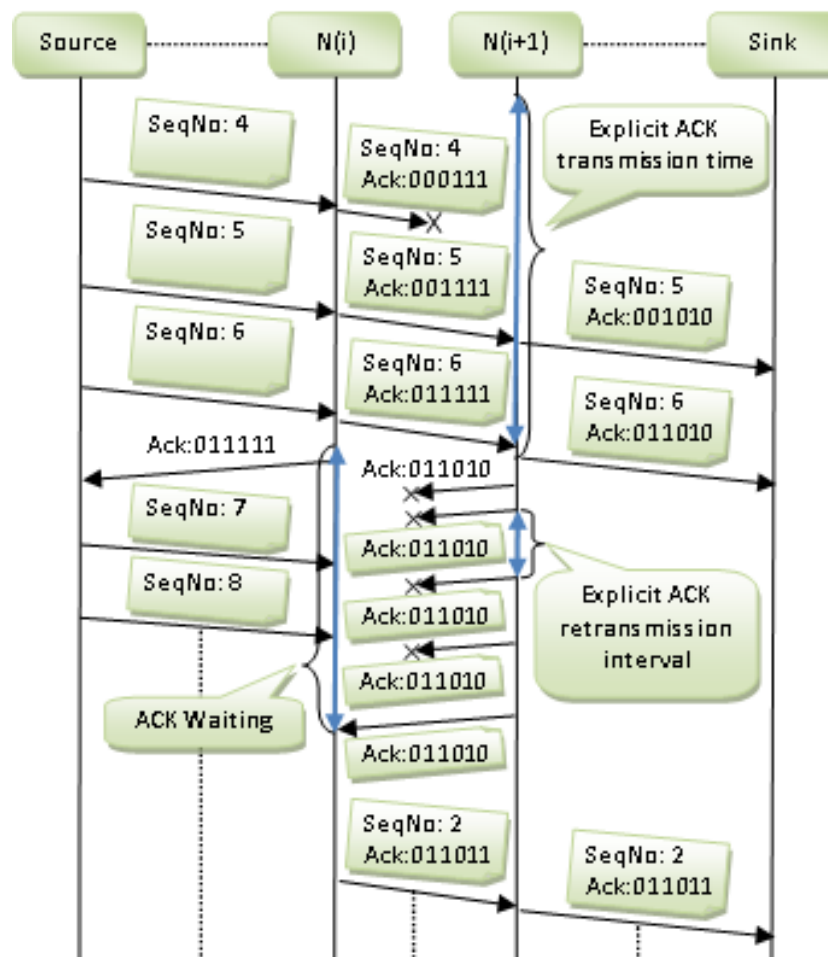 Source
N(i)
N(i+1)
Sink
SeqNo: 4
SeqNo: 4
Ack:000111
Explicit ACK
transmission time
SeqNo: 5
SeqNo: 5
Ack:001111
SeqNo: 5
Ack:001010
SeqNo: 6
SeqNo: 6
Ack:011111
SeqNo: 6
Ack:011010
Ack:011111
Ack:011010
SeqNo: 7
Ack:011010
SeqNo: 8
Ack:011010
Explicit ACK
retransmission
interval
Ack:011010
ACK Waiting
Ack:011010
SeqNo: 2
Ack:011011
SeqNo: 2
Ack:011011